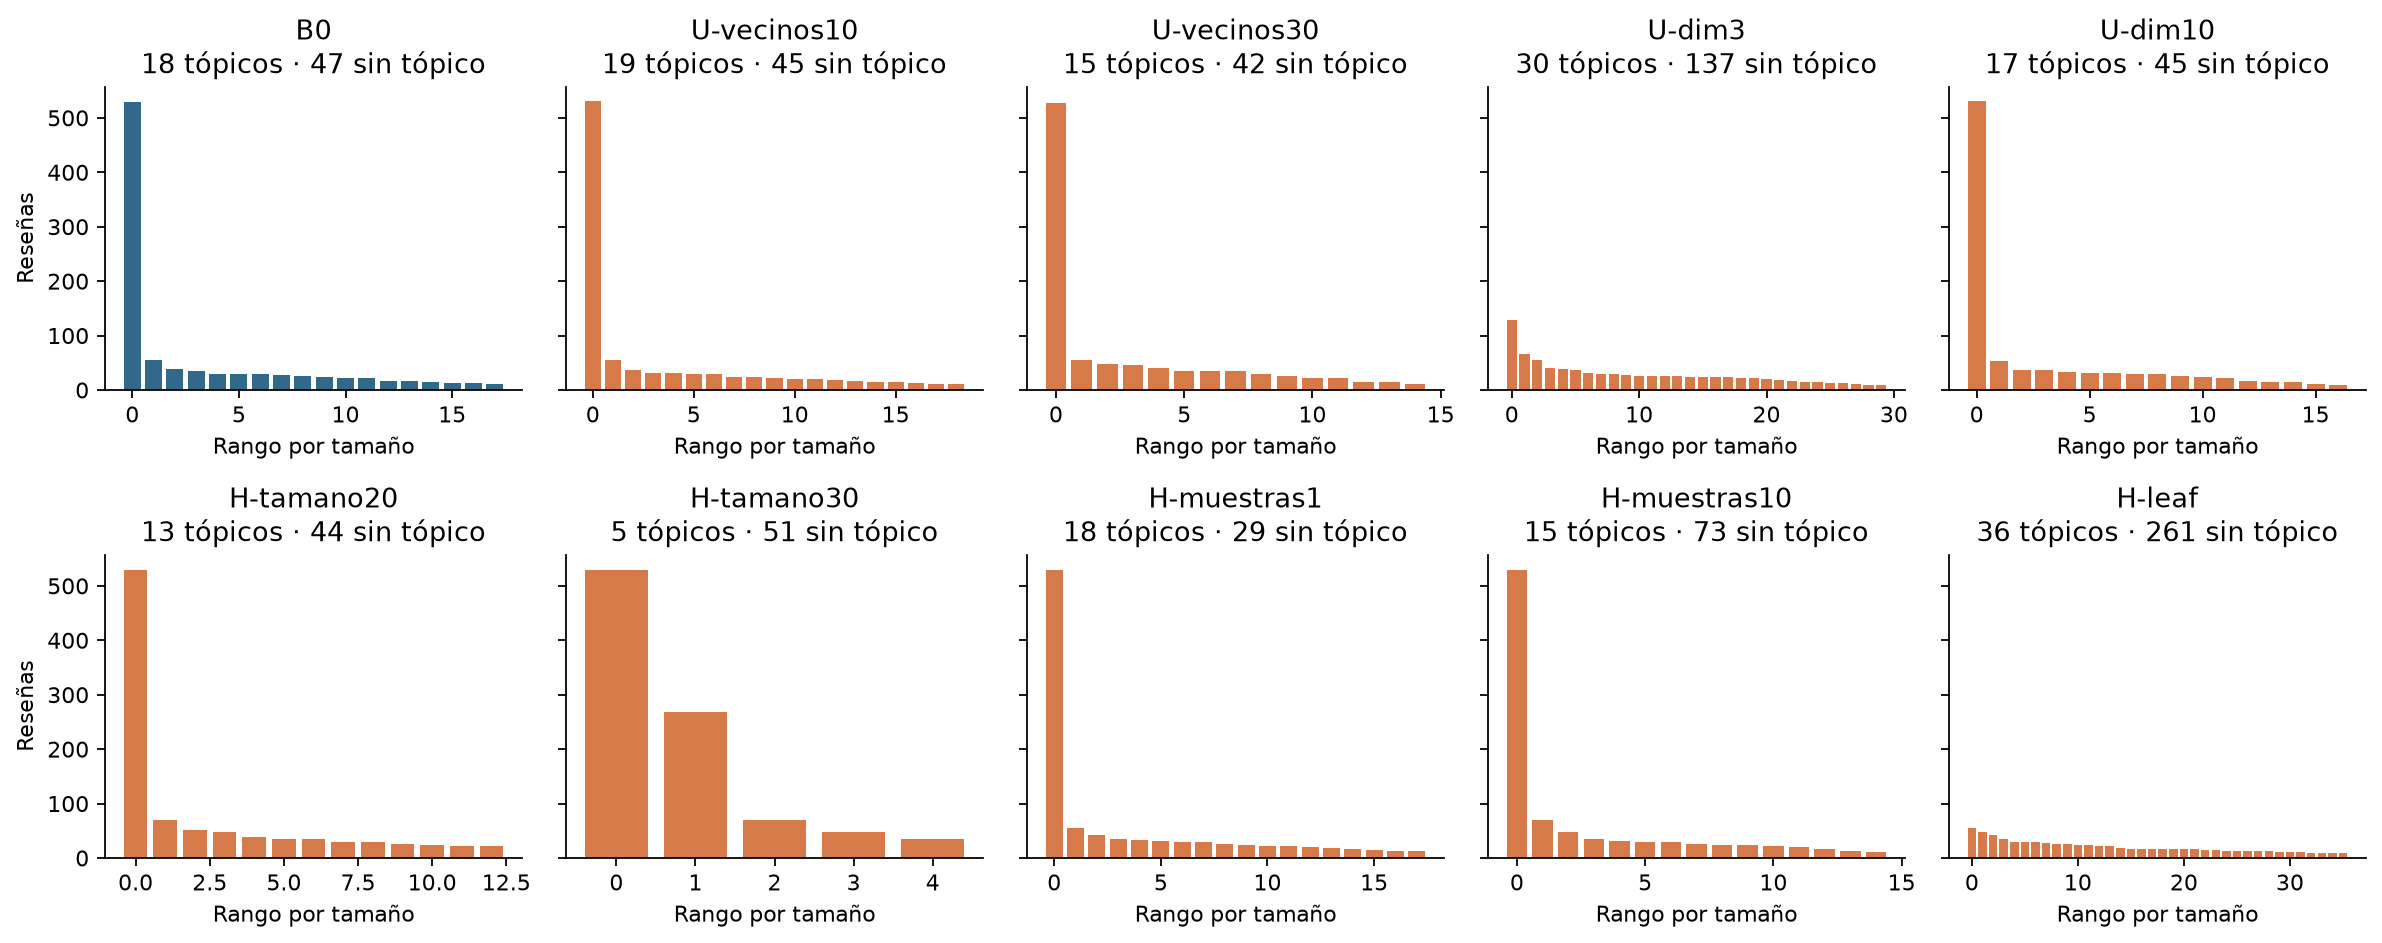 B0
18 tópicos · 47 sin tópico
U-vecinos10
19 tópicos · 45 sin tópico
U-vecinos30
15 tópicos · 42 sin tópico
U-dim3
30 tópicos · 137 sin tópico
U-dim10
17 tópicos · 45 sin tópico
Reseñas
500
400
300
200
100
0
0 5 10 15
0 5 10 15
0 5 10 15
0 10 20 30
0 5 10 15
Rango por tamaño
Rango por tamaño
Rango por tamaño
Rango por tamaño
Rango por tamaño
H-tamano20
13 tópicos · 44 sin tópico
H-tamano30
5 tópicos · 51 sin tópico
H-muestras1
18 tópicos · 29 sin tópico
H-muestras10
15 tópicos · 73 sin tópico
H-leaf
36 tópicos · 261 sin tópico
Reseñas
500
400
300
200
100
0
0.0 2.5 5.0 7.5 10.0 12.5
0 1 2 3 4
0 5 10 15
0 5 10 15
0 10 20 30
Rango por tamaño
Rango por tamaño
Rango por tamaño
Rango por tamaño
Rango por tamaño